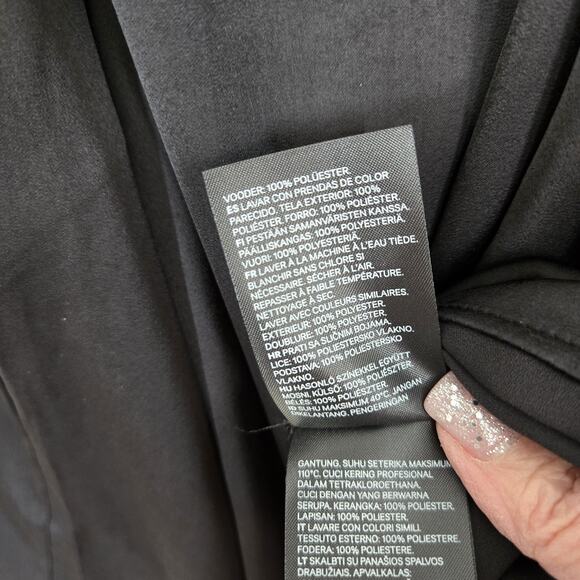 VOODER: 100% POLÜESTER.
ES LAVAR CON PRENDAS DE COLOR
PARECIDO. TELA EXTERIOR: 100%
POLIÉSTER. FORRO: 100% POLIÉSTER.
FI PESTÄÄN SAMANVÄRISTEN KANSSA.
PÄÄLLIKANGAS: 100% POLYESTERIÄ.
VUORI: 100% POLYESTERIÄ.
FR LAVER À LA MACHINE À L'EAU TIÈDE.
BLANCHIR SANS CHLORE SI
NÉCESSAIRE. SÉCHER À L'AIR.
REPASSER À FAIBLE TEMPÉRATURE.
NETTOYAGE À SEC.
LAVER AVEC COULEURS SIMILAIRES.
EXTERIEUR: 100% POLYESTER.
DOUBLURE: 100% POLYESTER.
HR PRATI SA SLIČNIM BOJAMA.
LICE: 100% POLIESTERSKO VLAKNO.
PODSTAVA: 100% POLIESTERSKO
VLAKNO.
HU HASONLÓ SZÍNEKKEL EGYÜTT
MOSNI. KÜLSŐ: 100% POLIÉSZTER.
BÉLÉS: 100% POLIÉSZTER.
ID SUHU MAKSIMUM 40°C. JANGAN
DIKELANTANG. PENGERINGAN
GANTUNG. SUHU SETERIKA MAKSIMUM
110°C. CUCI KERING PROFESIONAL
DALAM TETRAKLOROETHANA.
CUCI DENGAN YANG BERWARNA
SERUPA. KERANGKA: 100% POLIESTER.
LAPISAN: 100% POLIESTER.
IT LAVARE CON COLORI SIMILI.
TESSUTO ESTERNO: 100% POLIESTERE.
FODERA: 100% POLIESTERE.
LT SKALBTI SU PANAŠIOS SPALVOS
DRABUŽIAIS. APVALKALAS: